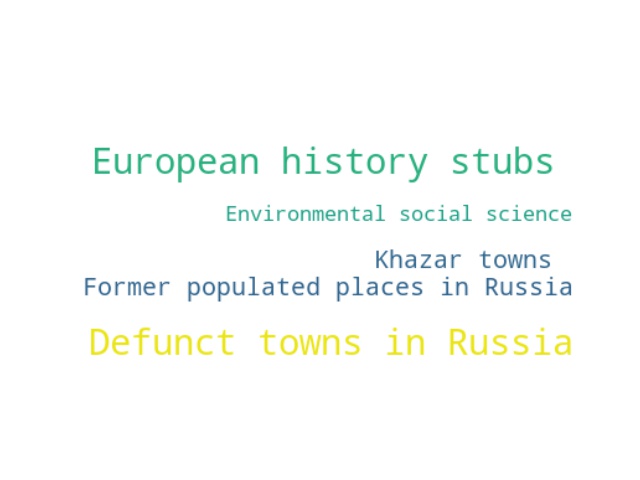 European history stubs
Environmental social science
Khazar towns
Former populated places in Russia
Defunct towns in Russia